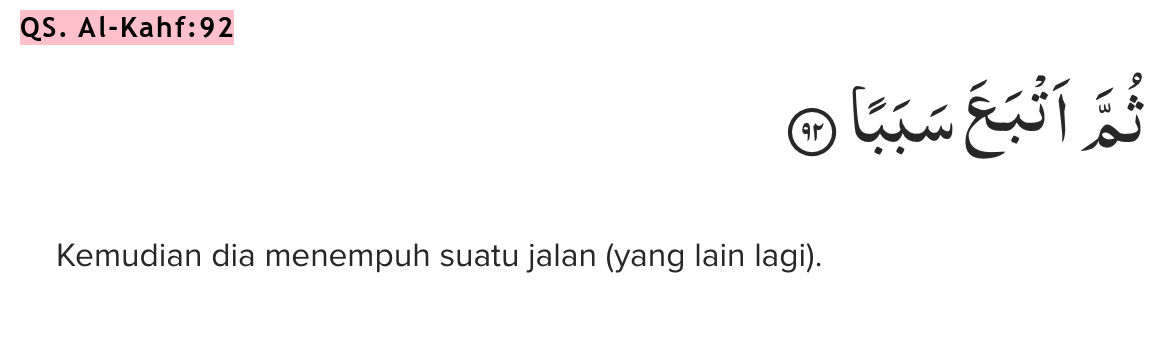 QS. Al-Kahf:92
ثُمَّ اَتْبَعَ سَبَبًا ٩٢
Kemudian dia menempuh suatu jalan (yang lain lagi).